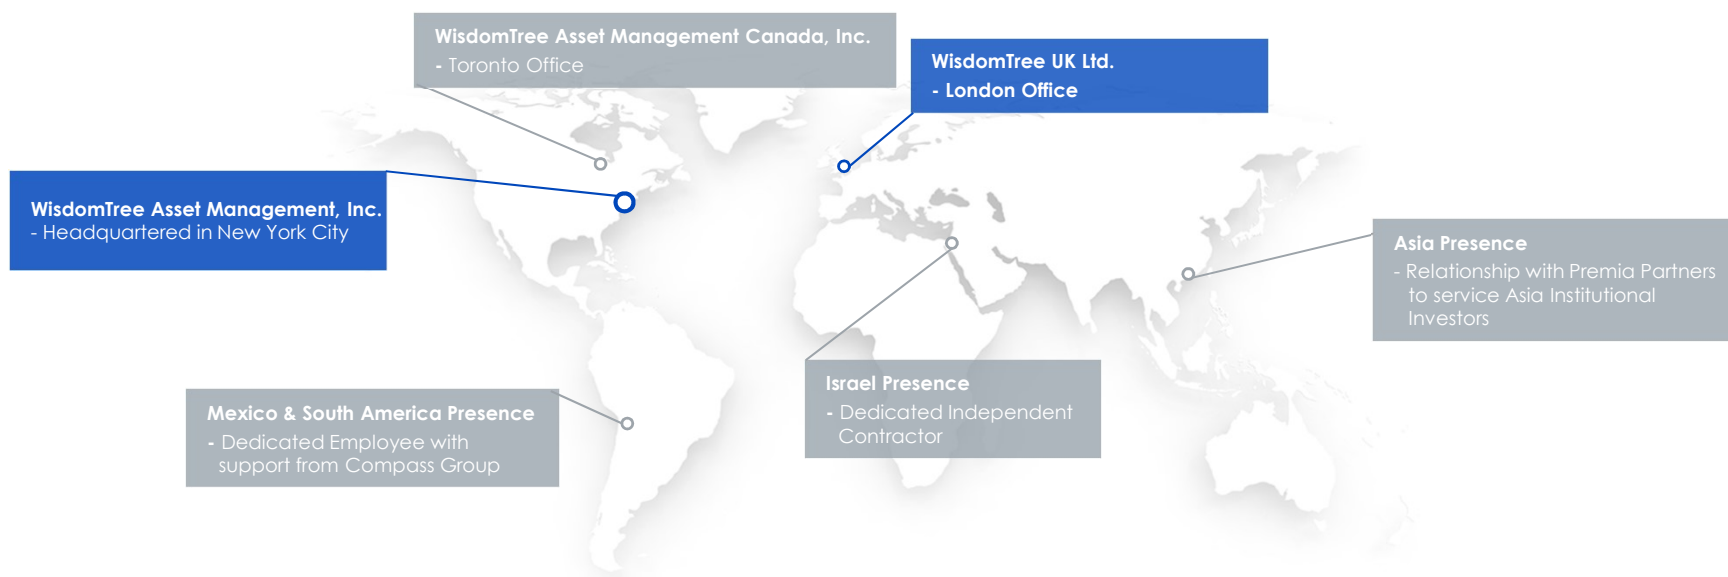 WisdomTree Asset Management Canada, Inc.
- Toronto Office
WisdomTree UK Ltd.
- London Office
WisdomTree Asset Management, Inc.
- Headquartered in New York City
Asia Presence
- Relationship with Premia Partners
to service Asia Institutional
Investors
Israel Presence
- Dedicated Independent
Contractor
Mexico & South America Presence
- Dedicated Employee with
support from Compass Group